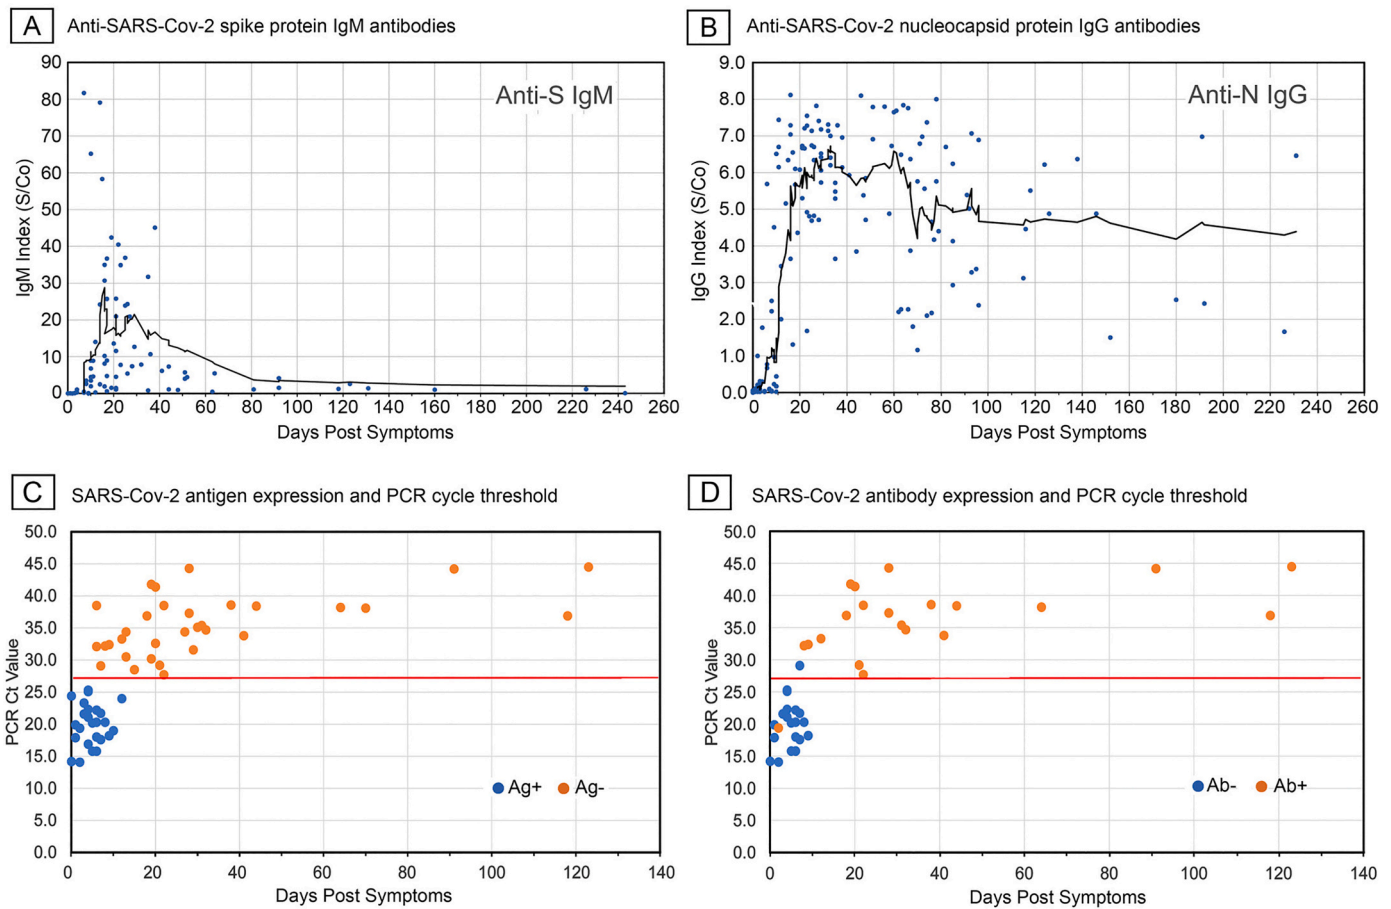 A Anti-SARS-Cov-2 spike protein IgM antibodies
90
80
70
60
50
40
30
20
10
0
IgM Index (S/Co)
Anti-S IgM
0 20 40 60 80 100 120 140 160 180 200 220 240 260
Days Post Symptoms
B Anti-SARS-Cov-2 nucleocapsid protein IgG antibodies
9.0
8.0
7.0
6.0
5.0
4.0
3.0
2.0
1.0
0.0
IgG Index (S/Co)
Anti-N IgG
0 20 40 60 80 100 120 140 160 180 200 220 240 260
Days Post Symptoms
C SARS-Cov-2 antigen expression and PCR cycle threshold
50.0
45.0
40.0
35.0
30.0
25.0
20.0
15.0
10.0
5.0
0.0
PCR Ct Value
Ag+ Ag-
0 20 40 60 80 100 120 140
Days Post Symptoms
D SARS-Cov-2 antibody expression and PCR cycle threshold
50.0
45.0
40.0
35.0
30.0
25.0
20.0
15.0
10.0
5.0
0.0
PCR Ct Value
Ab- Ab+
0 20 40 60 80 100 120 140
Days Post Symptoms